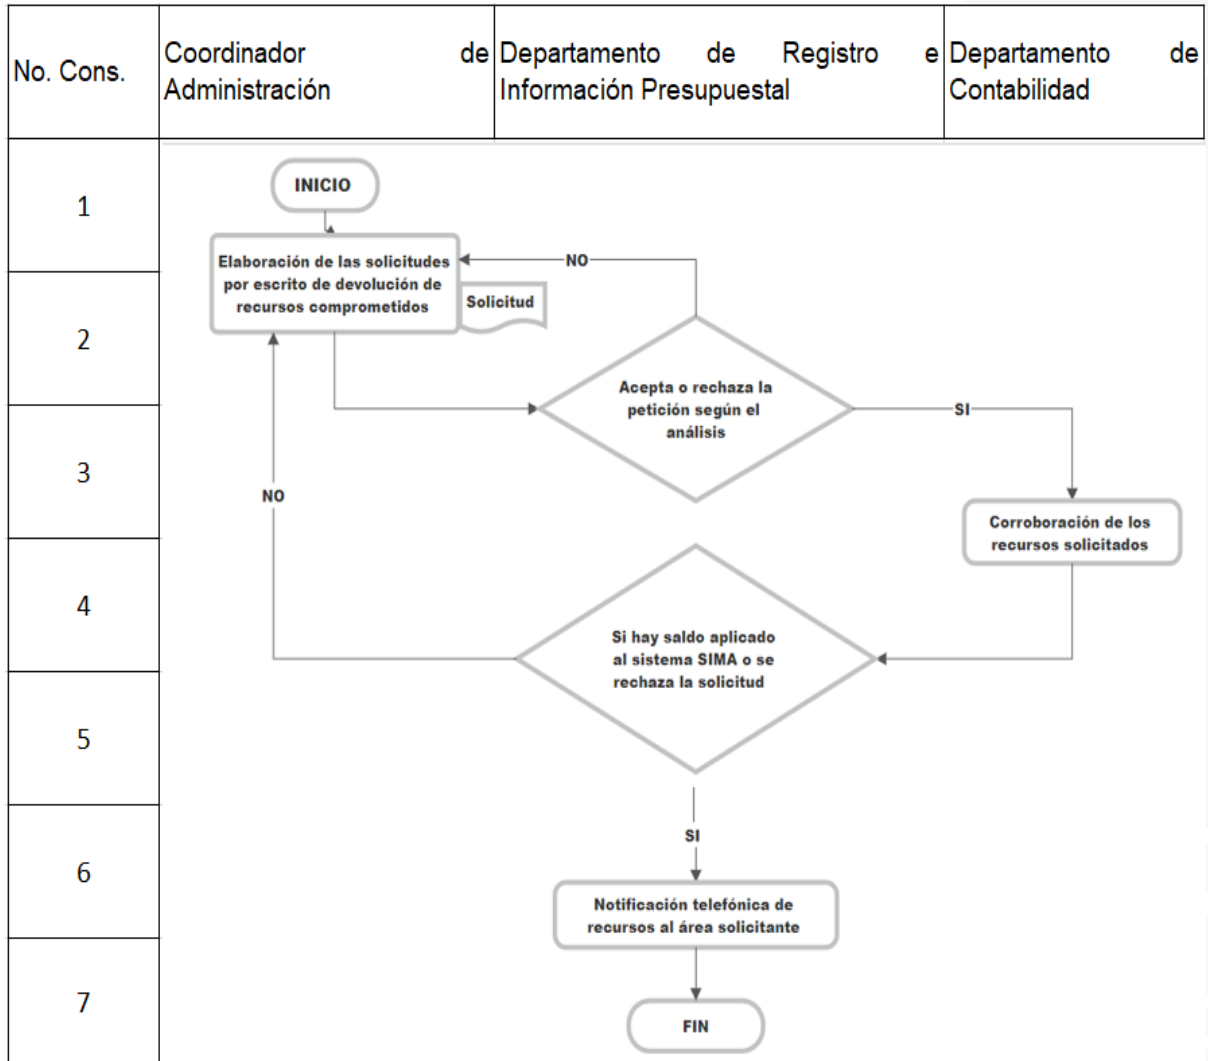 No. Cons.
Coordinador de
Administración
Departamento de Registro e
Información Presupuestal
Departamento de
Contabilidad
1
INICIO
Elaboración de las solicitudes
por escrito de devolución de
recursos comprometidos
NO
Solicitud
2
Acepta o rechaza la
petición según el
análisis
SI
3
NO
Corroboración de los
recursos solicitados
4
Si hay saldo aplicado
al sistema SIMA o se
rechaza la solicitud
5
SI
6
Notificación telefónica de
recursos al área solicitante
7
FIN